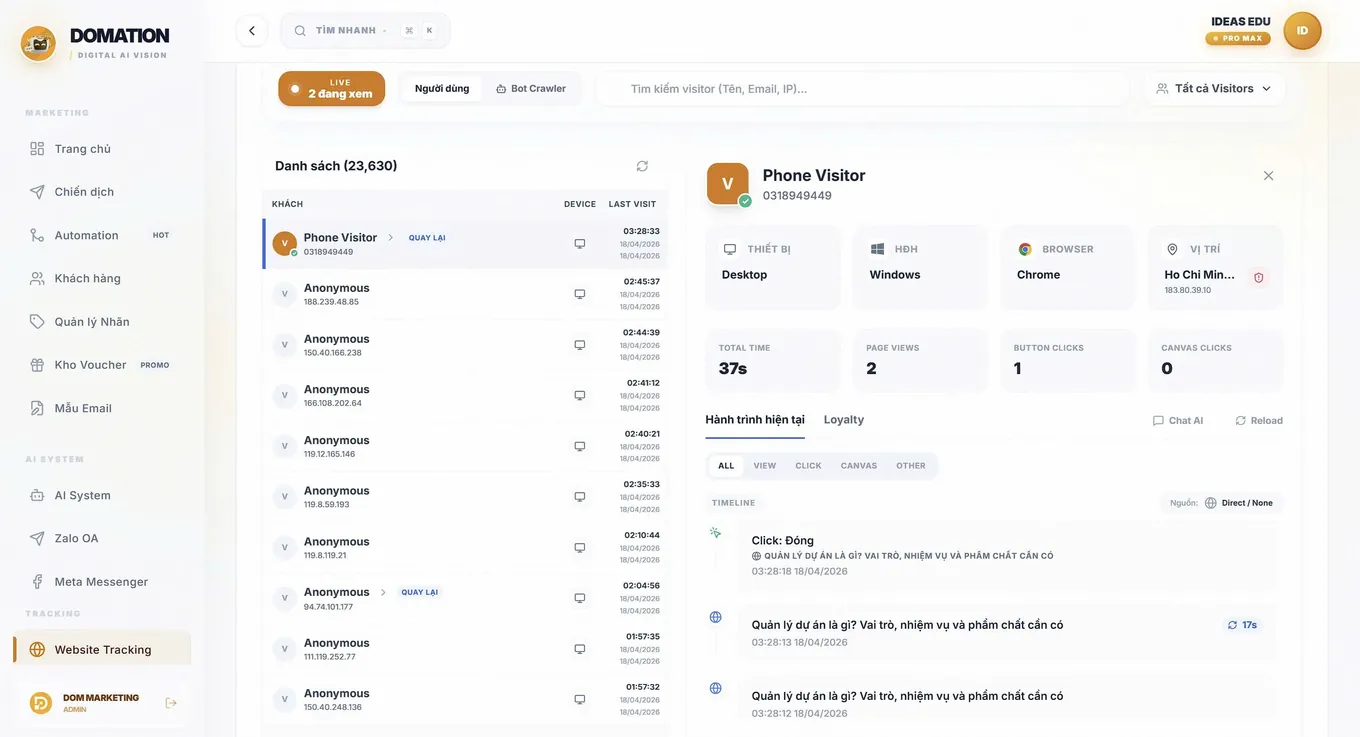 DOMATION
DIGITAL AI VISION
TÌM NHANH -
⌘
K
IDEAS EDU
PRO MAX
ID
MARKETING
Trang chủ
Chiến dịch
Automation
HOT
Khách hàng
Quản lý Nhãn
Kho Voucher
PROMO
Mẫu Email
AI SYSTEM
AI System
Zalo OA
Meta Messenger
TRACKING
Website Tracking
DOM MARKETING
ADMIN
LIVE
2 đang xem
Người dùng
Bot Crawler
Tìm kiếm visitor (Tên, Email, IP)...
Tất cả Visitors
Danh sách (23,630)
KHÁCH
DEVICE
LAST VISIT
V
Phone Visitor
QUAY LẠI
0318949449
03:28:33
18/04/2026
18/04/2026
V
Anonymous
188.239.48.85
02:45:37
18/04/2026
18/04/2026
V
Anonymous
150.40.166.238
02:44:39
18/04/2026
18/04/2026
V
Anonymous
166.108.202.64
02:41:12
18/04/2026
18/04/2026
V
Anonymous
119.12.165.146
02:40:21
18/04/2026
18/04/2026
V
Anonymous
119.8.59.193
02:35:33
18/04/2026
18/04/2026
V
Anonymous
119.8.119.21
02:10:44
18/04/2026
18/04/2026
V
Anonymous
QUAY LẠI
94.74.101.177
02:04:56
18/04/2026
18/04/2026
V
Anonymous
111.119.252.77
01:57:35
18/04/2026
18/04/2026
V
Anonymous
150.40.248.136
01:57:32
18/04/2026
18/04/2026
V
Phone Visitor
0318949449
THIẾT BỊ
Desktop
HĐH
Windows
BROWSER
Chrome
VỊ TRÍ
Ho Chi Min...
183.80.39.10
TOTAL TIME
37s
PAGE VIEWS
2
BUTTON CLICKS
1
CANVAS CLICKS
0
Hành trình hiện tại
Loyalty
Chat AI
Reload
ALL
VIEW
CLICK
CANVAS
OTHER
TIMELINE
Nguồn:
Direct / None
Click: Đóng
QUẢN LÝ DỰ ÁN LÀ GÌ? VAI TRÒ, NHIỆM VỤ VÀ PHẨM CHẤT CẦN CÓ
03:28:18 18/04/2026
Quản lý dự án là gì? Vai trò, nhiệm vụ và phẩm chất cần có
17s
03:28:13 18/04/2026
Quản lý dự án là gì? Vai trò, nhiệm vụ và phẩm chất cần có
03:28:12 18/04/2026